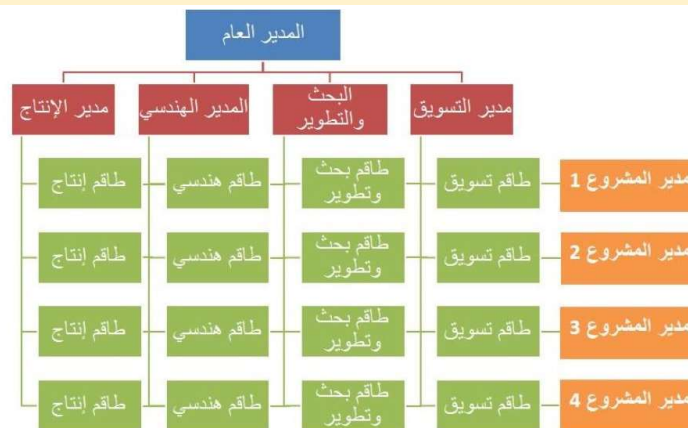 المدير العام
مدير التسويق
البحث
والتطوير
المدير الهندسي
مدير الإنتاج
مدير المشروع 1
طاقم تسويق
طاقم بحث
وتطوير
طاقم هندسي
طاقم إنتاج
مدير المشروع 2
طاقم تسويق
طاقم بحث
وتطوير
طاقم هندسي
طاقم إنتاج
مدير المشروع 3
طاقم تسويق
طاقم بحث
وتطوير
طاقم هندسي
طاقم إنتاج
مدير المشروع 4
طاقم تسويق
طاقم بحث
وتطوير
طاقم هندسي
طاقم إنتاج